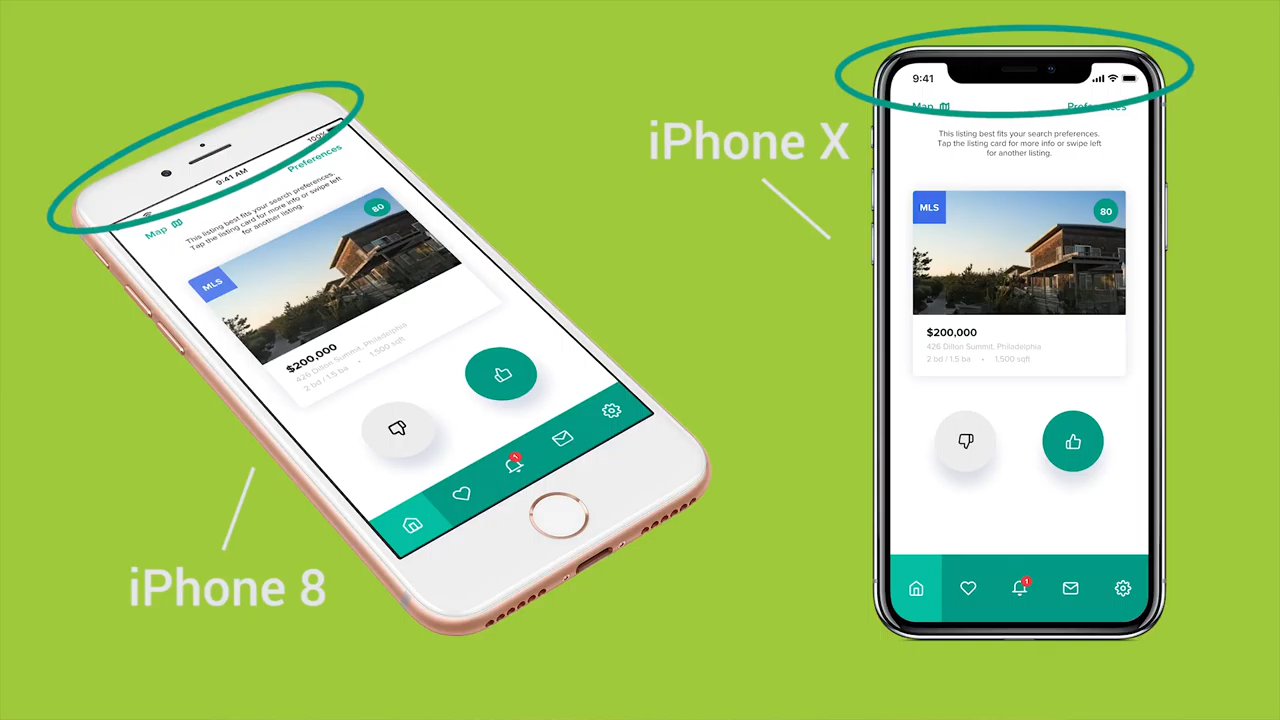 9:41 AM
100%
Map
Preferences
This listing best fits your search preferences.
Tap the listing card for more info or swipe left
for another listing.
MLS
80
$200,000
426 Dillon Summit, Philadelphia
2 bd / 1.5 ba • 1,500 sqft
1
iPhone 8
iPhone X
9:41
Map
Preferences
This listing best fits your search preferences.
Tap the listing card for more info or swipe left
for another listing.
MLS
80
$200,000
426 Dillon Summit, Philadelphia
2 bd / 1.5 ba • 1,500 sqft
1